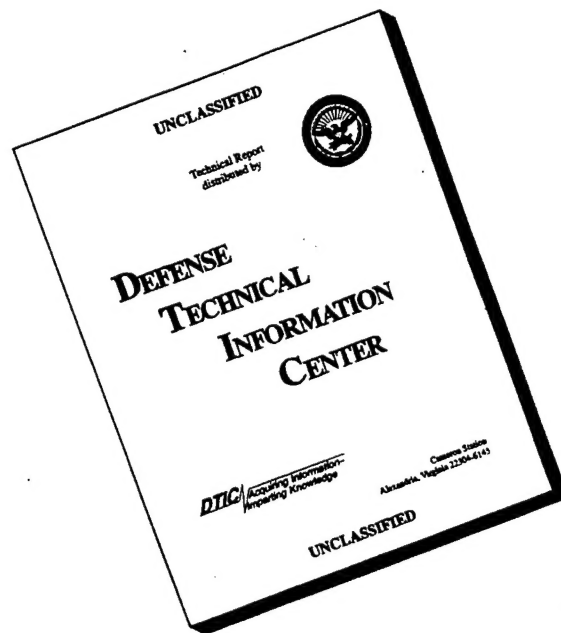 UNCLASSIFIED
Technical Report
distributed by
DEFENSE
TECHNICAL
INFORMATION
CENTER
DTIC
Acquiring Information-
Imparting Knowledge
Cameron Station
Alexandria, Virginia 22304-6145
UNCLASSIFIED